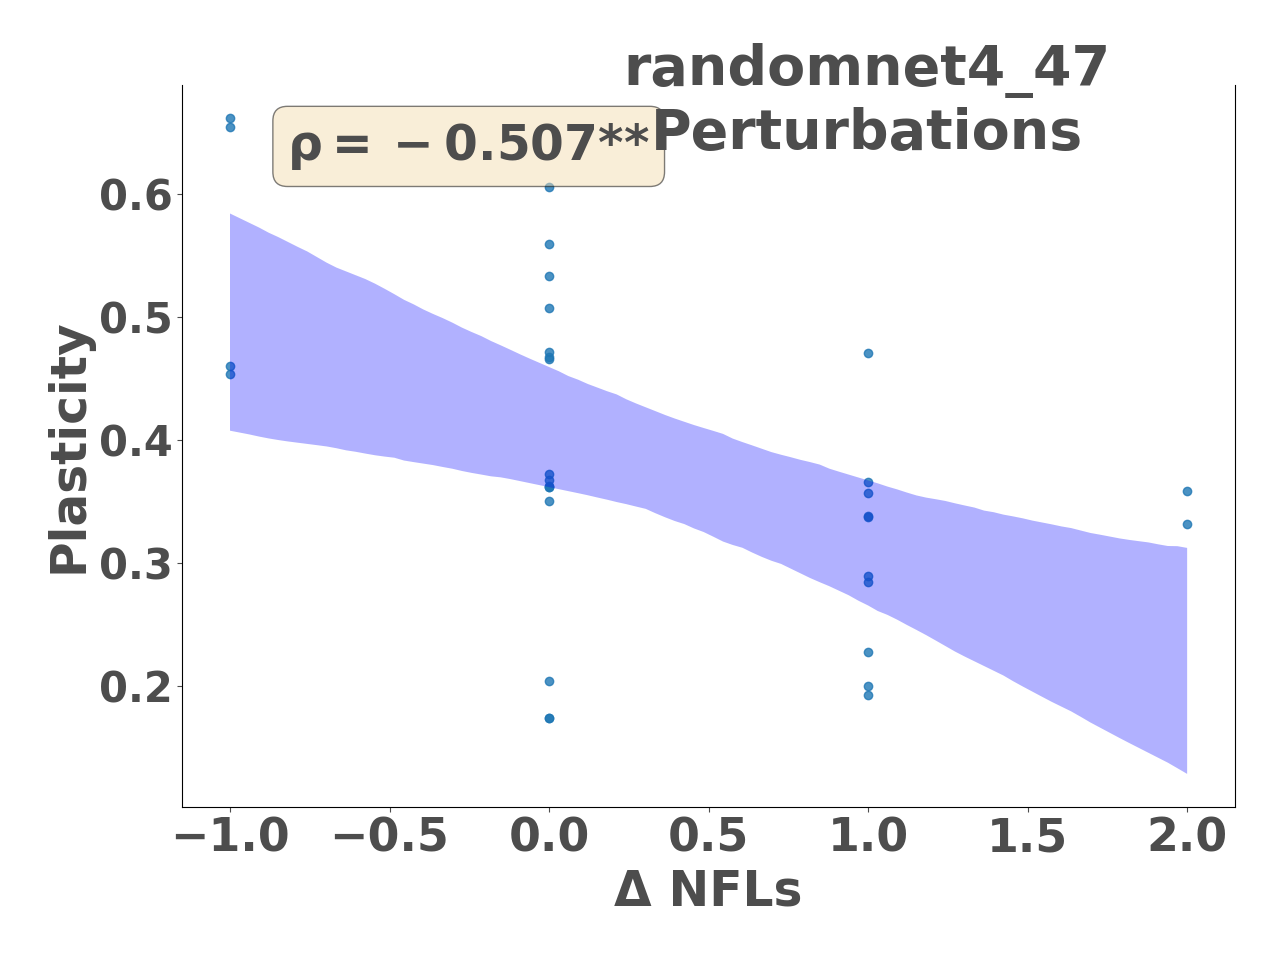 randomnet4_47
Perturbations
ρ = −0.507**
Plasticity
0.6
0.5
0.4
0.3
0.2
−1.0 −0.5 0.0 0.5 1.0 1.5 2.0
Δ NFLs